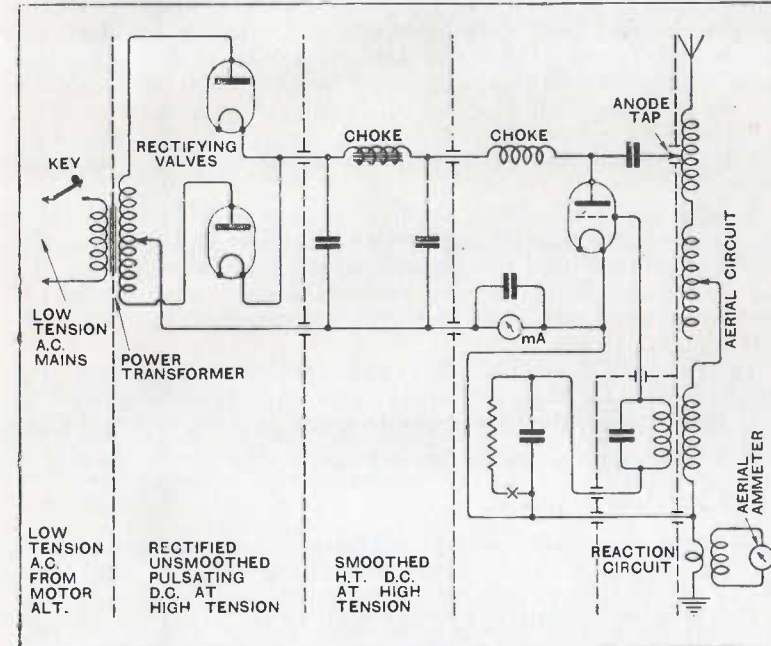 KEY
RECTIFYING
VALVES
CHOKE
CHOKE
ANODE
TAP
AERIAL CIRCUIT
LOW
TENSION
A.C.
MAINS
POWER
TRANSFORMER
mA
AERIAL
AMMETER
LOW
TENSION
A.C.
FROM
MOTOR
ALT.
RECTIFIED
UNSMOOTHED
PULSATING
D.C. AT
HIGH TENSION
SMOOTHED
H.T. D.C.
AT HIGH
TENSION
REACTION
CIRCUIT